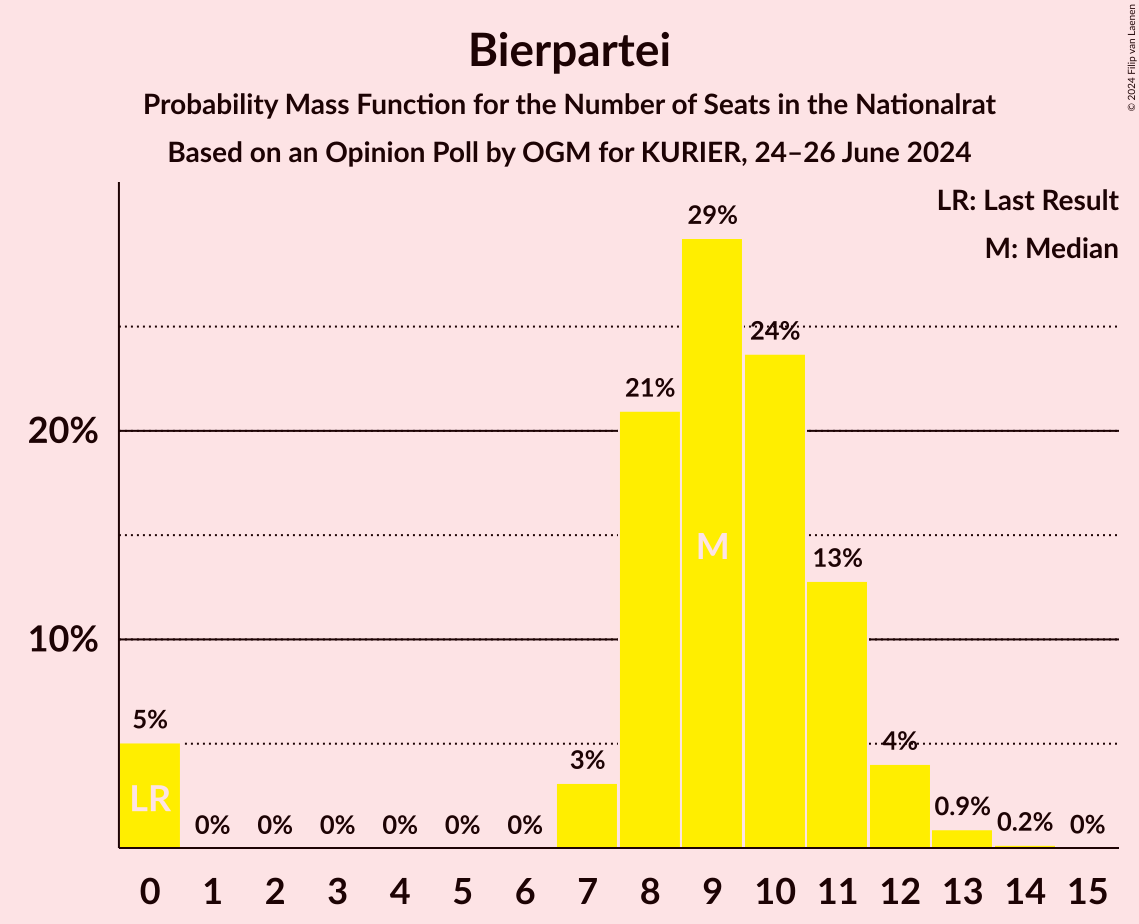 Bierpartei
Probability Mass Function for the Number of Seats in the Nationalrat
Based on an Opinion Poll by OGM for KURIER, 24–26 June 2024
© 2024 Filip van Laenen
LR: Last Result
M: Median
29%
24%
21%
20%
M
13%
10%
5%
3%
4%
LR
0%
0%
0%
0%
0%
0%
0.9%
0.2%
0%
0 1 2 3 4 5 6 7 8 9 10 11 12 13 14 15